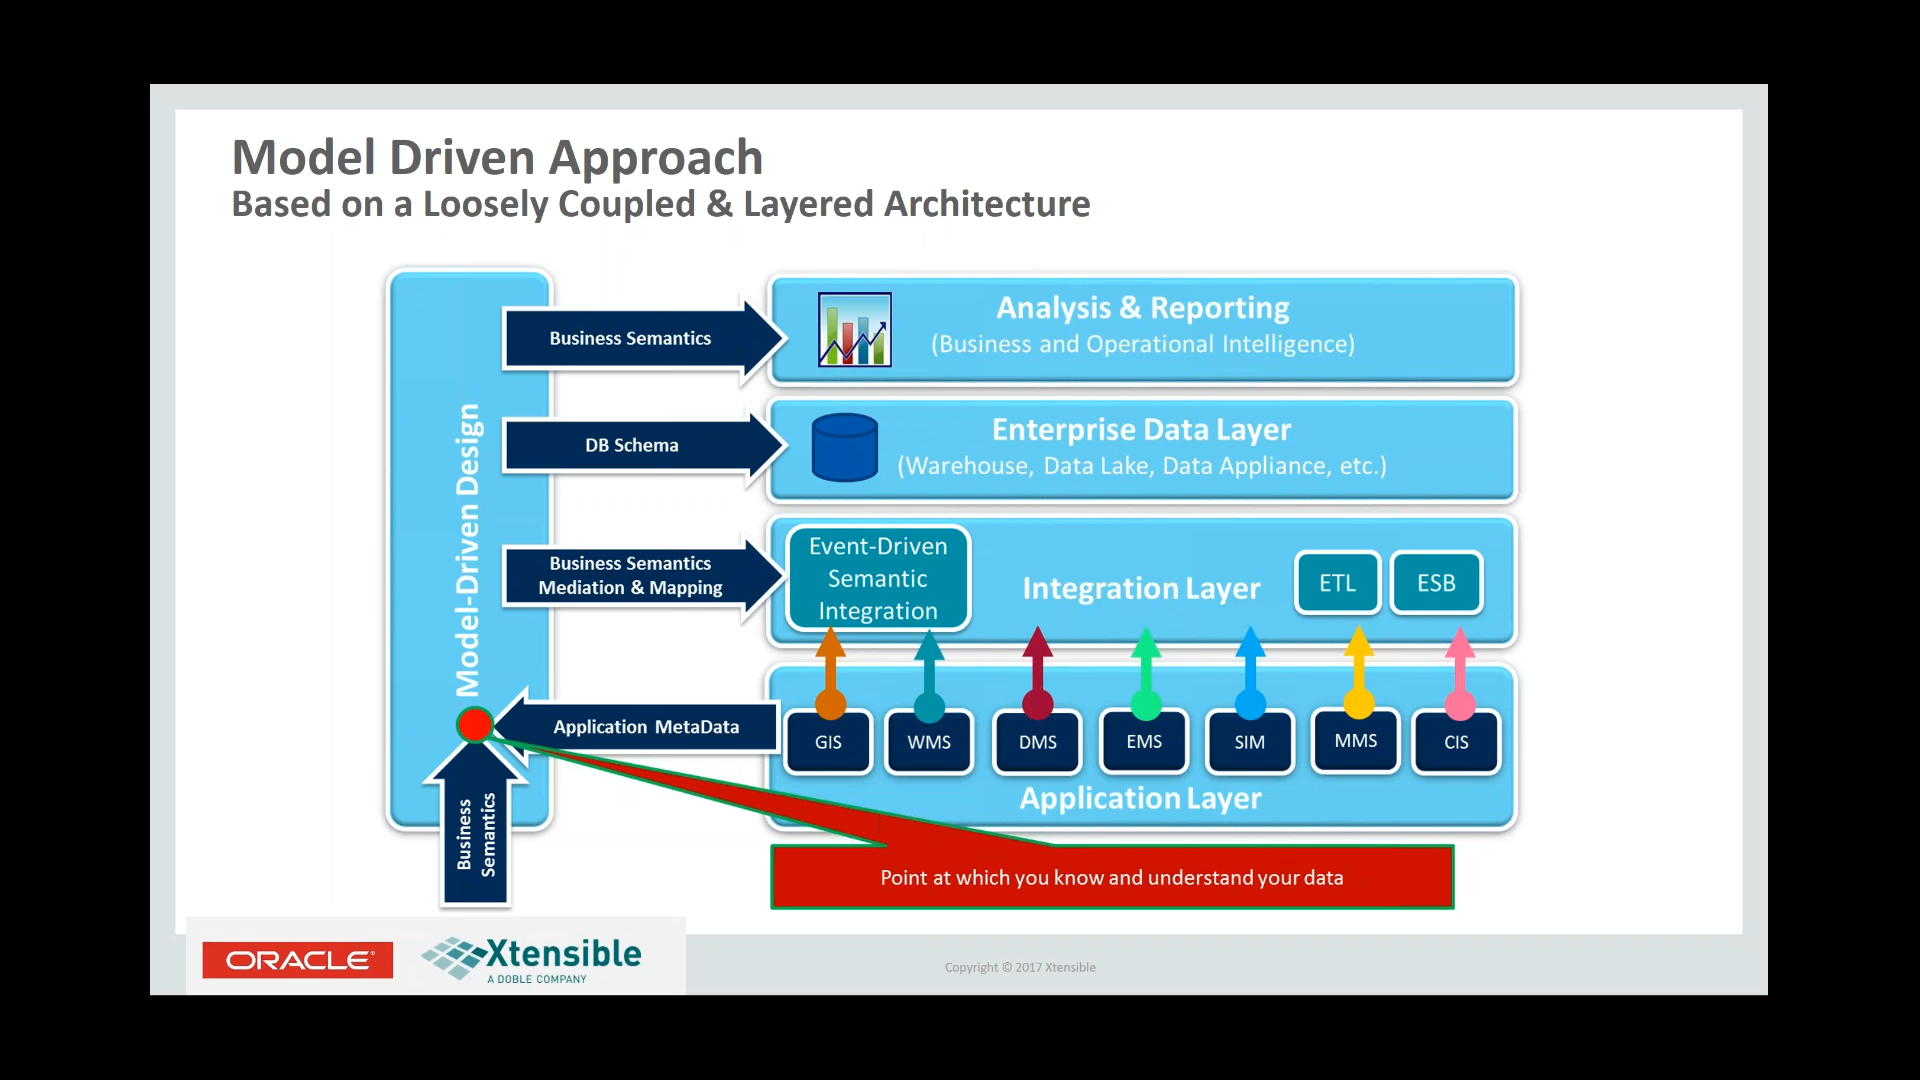 Model Driven Approach
Based on a Loosely Coupled & Layered Architecture
Model-Driven Design
Business Semantics
Analysis & Reporting
(Business and Operational Intelligence)
DB Schema
Enterprise Data Layer
(Warehouse, Data Lake, Data Appliance, etc.)
Business Semantics
Mediation & Mapping
Event-Driven
Semantic
Integration
Integration Layer
ETL
ESB
Application MetaData
GIS
WMS
DMS
EMS
SIM
MMS
CIS
Application Layer
Business
Semantics
Point at which you know and understand your data
ORACLE®
Xtensible
A DOBLE COMPANY
Copyright © 2017 Xtensible